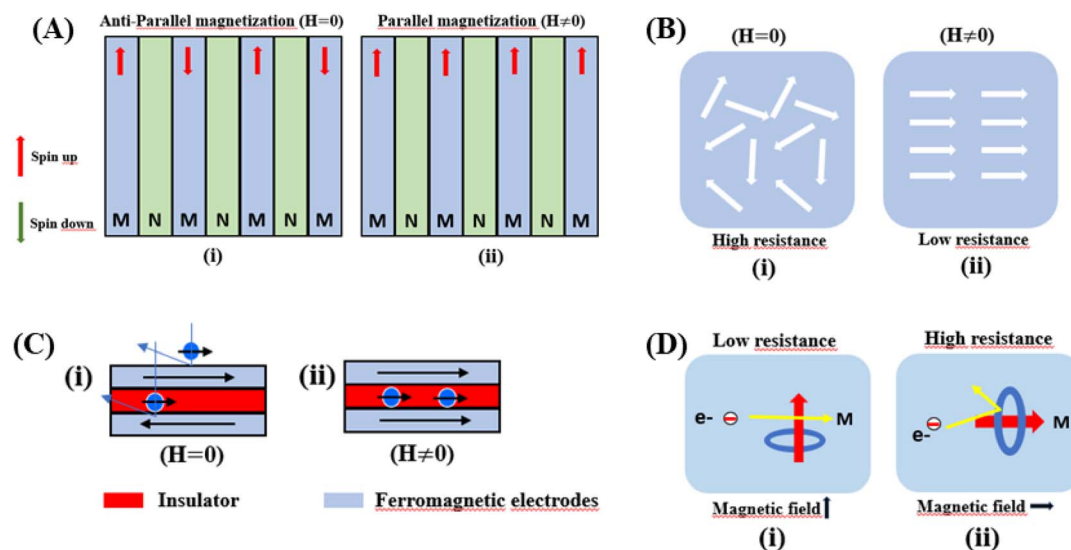 (A)
Anti-Parallel magnetization (H=0)
Parallel magnetization (H≠0)
Spin up
Spin down
M N M N M N M
M N M N M N M
(i)
(ii)
(B)
(H=0)
(H≠0)
High resistance
Low resistance
(i)
(ii)
(C)
(i)
(ii)
(H=0)
(H≠0)
Insulator
Ferromagnetic electrodes
(D)
Low resistance
High resistance
e-
M
e-
M
Magnetic field
Magnetic field
(i)
(ii)